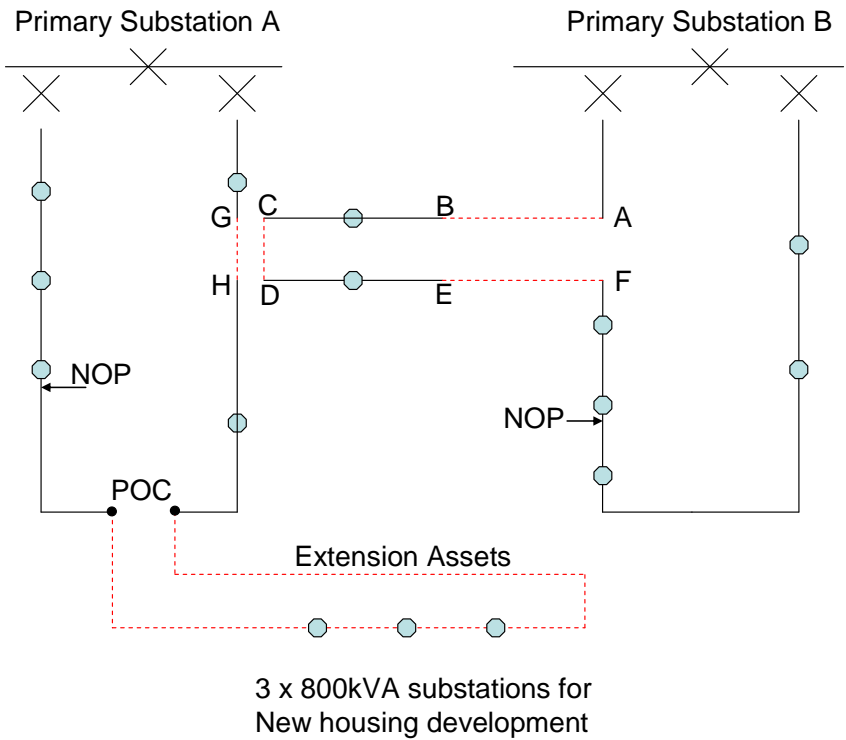 Primary Substation A
Primary Substation B
G
C
B
A
H
D
E
F
NOP
NOP
POC
Extension Assets
3 x 800kVA substations for
New housing development